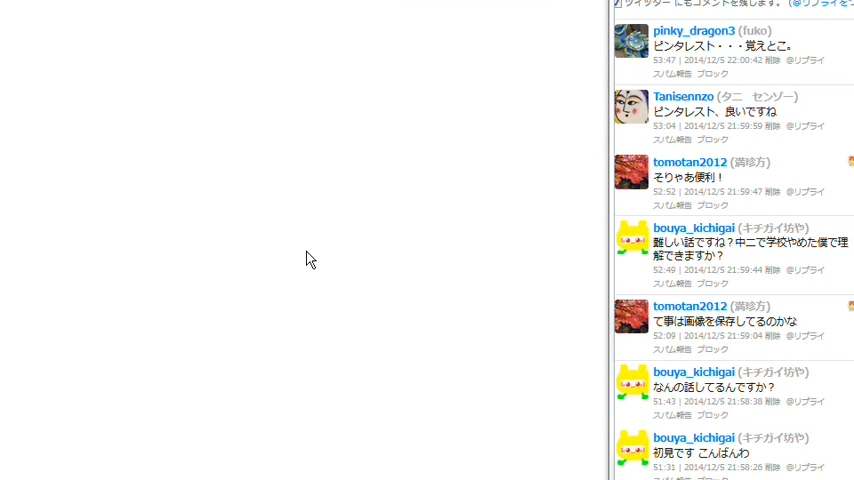 ツイッター にもコメントを残します。 (@リプライをつ
pinky_dragon3 (fuko)
ピンタレスト・・・覚えとこ。
53:47 | 2014/12/5 22:00:42 削除 @リプライ
スパム報告 ブロック
Tanisennzo (タニ センゾー)
ピンタレスト、良いですね
53:04 | 2014/12/5 21:59:59 削除 @リプライ
スパム報告 ブロック
tomotan2012 (満珍方)
そりゃあ便利！
52:52 | 2014/12/5 21:59:47 削除 @リプライ
スパム報告 ブロック
bouya_kichigai (キチガイ坊や)
難しい話ですね？中二で学校やめた僕で理
解できますか？
52:49 | 2014/12/5 21:59:44 削除 @リプライ
スパム報告 ブロック
tomotan2012 (満珍方)
て事は画像を保存してるのかな
52:09 | 2014/12/5 21:59:04 削除 @リプライ
スパム報告 ブロック
bouya_kichigai (キチガイ坊や)
なんの話してるんですか？
51:43 | 2014/12/5 21:58:38 削除 @リプライ
スパム報告 ブロック
bouya_kichigai (キチガイ坊や)
初見です こんばんわ
51:31 | 2014/12/5 21:58:26 削除 @リプライ